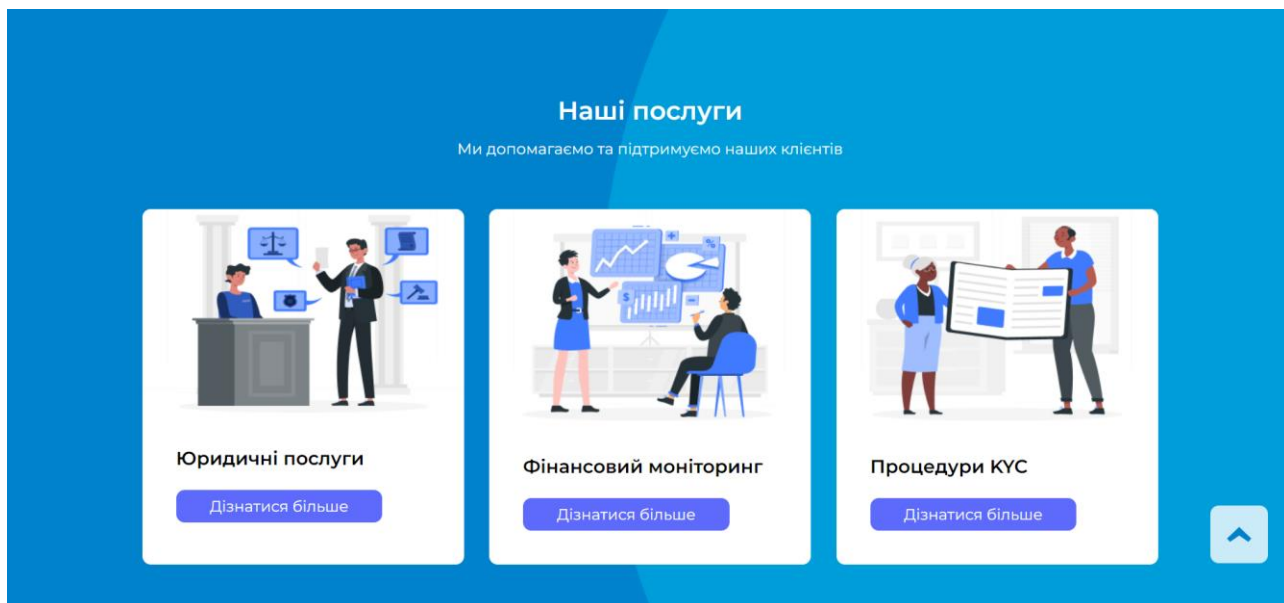 Наші послуги
Ми допомагаємо та підтримуємо наших клієнтів
Юридичні послуги
Дізнатися більше
Фінансовий моніторинг
Дізнатися більше
Процедури KYC
Дізнатися більше